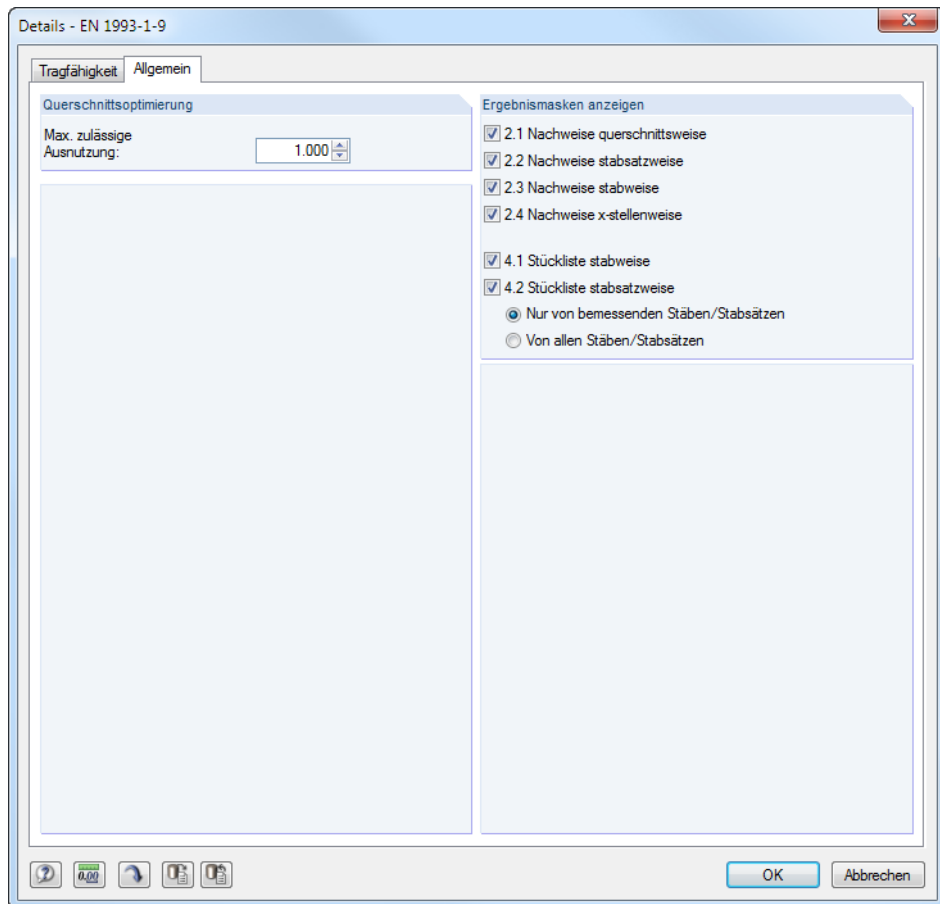 Details - EN 1993-1-9
Tragfähigkeit
Allgemein
Querschnittsoptimierung
Max. zulässige
Ausnutzung:
1.000
Ergebnismasken anzeigen
2.1 Nachweise querschnittsweise
2.2 Nachweise stabsatzweise
2.3 Nachweise stabweise
2.4 Nachweise x-stellenweise
4.1 Stückliste stabweise
4.2 Stückliste stabsatzweise
Nur von bemessenden Stäben/Stabsätzen
Von allen Stäben/Stabsätzen
0.00
OK
Abbrechen